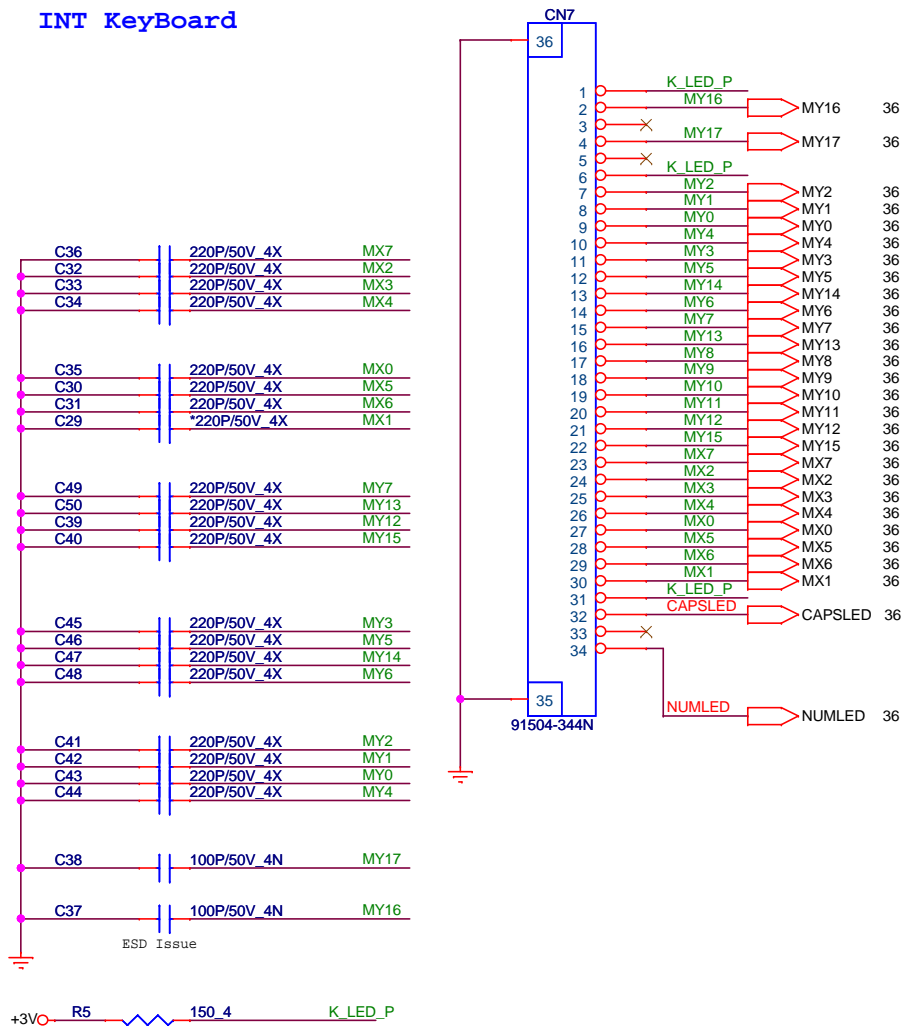 INT KeyBoard
C36 220P/50V_4X MX7
C32 220P/50V_4X MX2
C33 220P/50V_4X MX3
C34 220P/50V_4X MX4
C35 220P/50V_4X MX0
C30 220P/50V_4X MX5
C31 220P/50V_4X MX6
C29 *220P/50V_4X MX1
C49 220P/50V_4X MY7
C50 220P/50V_4X MY13
C39 220P/50V_4X MY12
C40 220P/50V_4X MY15
C45 220P/50V_4X MY3
C46 220P/50V_4X MY5
C47 220P/50V_4X MY14
C48 220P/50V_4X MY6
C41 220P/50V_4X MY2
C42 220P/50V_4X MY1
C43 220P/50V_4X MY0
C44 220P/50V_4X MY4
C38 100P/50V_4N MY17
C37 100P/50V_4N MY16
ESD Issue
+3V R5 150_4 K_LED_P
CN7
36
1 K_LED_P
2 MY16 MY16 36
3
4 MY17 MY17 36
5
6 K_LED_P
7 MY2 MY2 36
8 MY1 MY1 36
9 MY0 MY0 36
10 MY4 MY4 36
11 MY3 MY3 36
12 MY5 MY5 36
13 MY14 MY14 36
14 MY6 MY6 36
15 MY7 MY7 36
16 MY13 MY13 36
17 MY8 MY8 36
18 MY9 MY9 36
19 MY10 MY10 36
20 MY11 MY11 36
21 MY12 MY12 36
22 MY15 MY15 36
23 MX7 MX7 36
24 MX2 MX2 36
25 MX3 MX3 36
26 MX4 MX4 36
27 MX0 MX0 36
28 MX5 MX5 36
29 MX6 MX6 36
30 MX1 MX1 36
31 K_LED_P
32 CAPSLED CAPSLED 36
33
34
35 NUMLED NUMLED 36
91504-344N